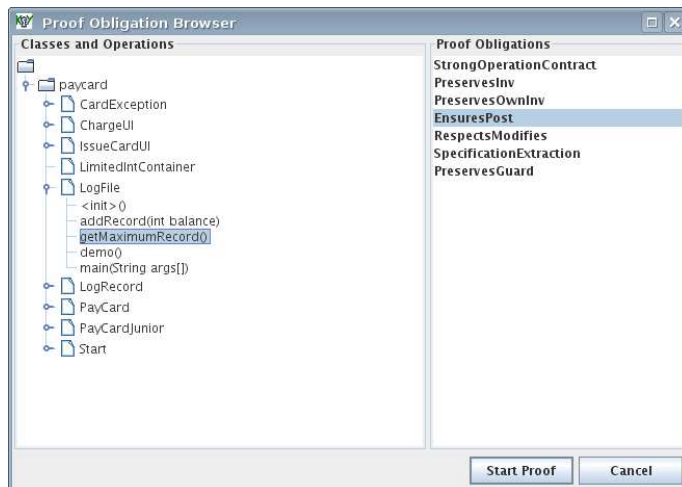 KeY Proof Obligation Browser
Classes and Operations
paycard
CardException
ChargeUI
IssueCardUI
LimitedIntContainer
LogFile
<init>()
addRecord(int balance)
getMaximumRecord()
demo()
main(String args[])
LogRecord
PayCard
PayCardJunior
Start
Proof Obligations
StrongOperationContract
PreservesInv
PreservesOwnInv
EnsuresPost
RespectsModifies
SpecificationExtraction
PreservesGuard
Start Proof
Cancel